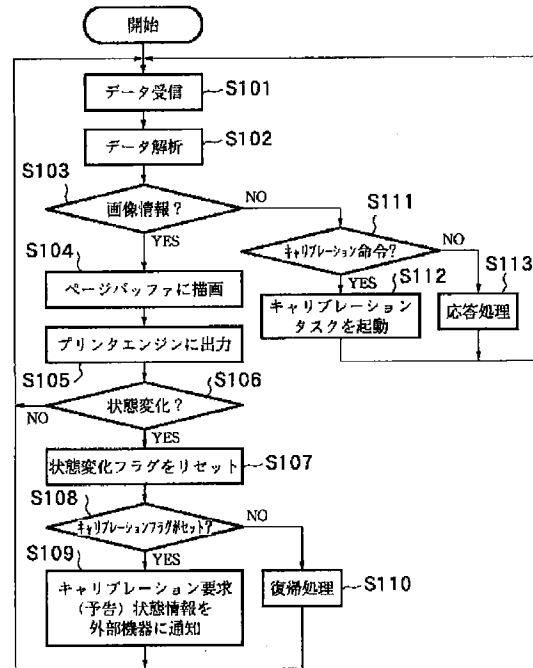 開始
データ受信
S101
データ解析
S102
S103
画像情報?
NO
YES
S111
キャリブレーション命令?
NO
YES
S104
ページバッファに描画
S112
キャリブレーション
タスクを起動
S113
応答処理
プリンタエンジンに出力
S105
S106
状態変化?
NO
YES
状態変化フラグをリセット
S107
S108
キャリブレーションフラグがセット?
NO
YES
S109
キャリブレーション要求
(予告)状態情報を
外部機器に通知
復帰処理
S110